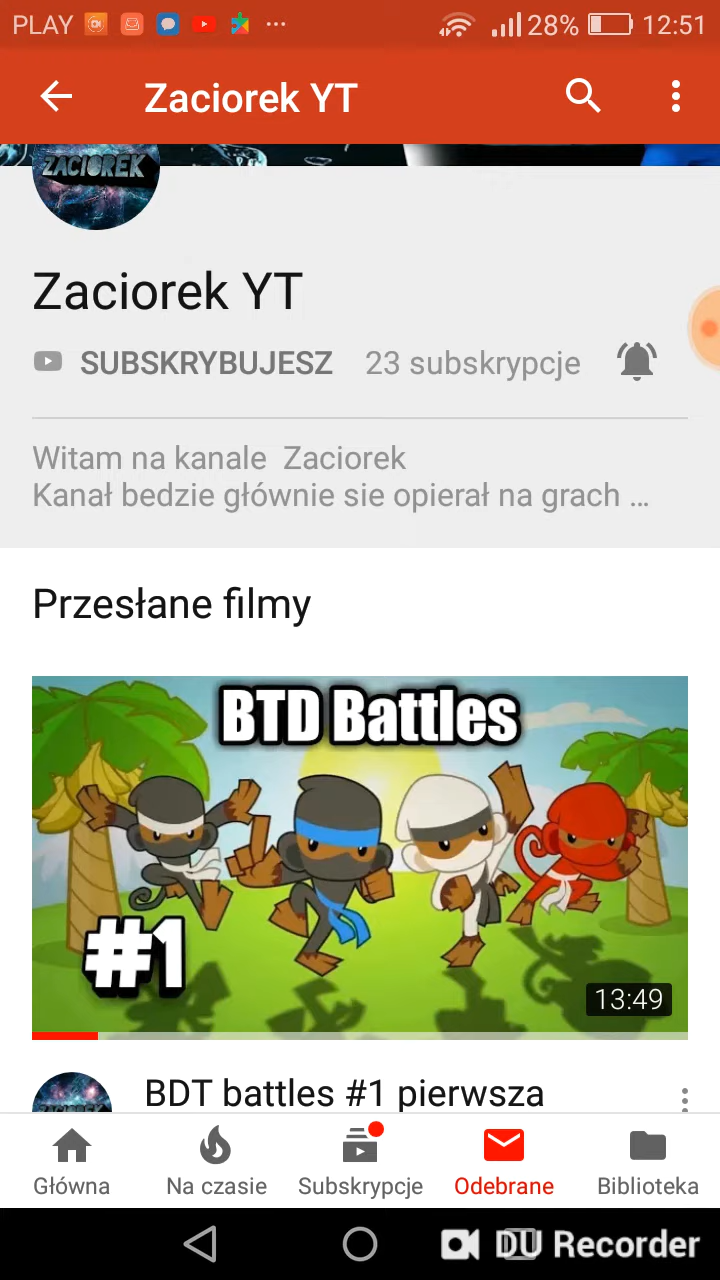 PLAY 28% 12:51
Zaciorek YT
ZACIOREK
Zaciorek YT
SUBSKRYBUJESZ 23 subskrypcje
Witam na kanale Zaciorek
Kanał bedzie głównie sie opierał na grach ...
Przesłane filmy
BTD Battles
#1
13:49
ZACIOREK
BDT battles #1 pierwsza
Główna Na czasie Subskrypcje Odebrane Biblioteka
DU Recorder